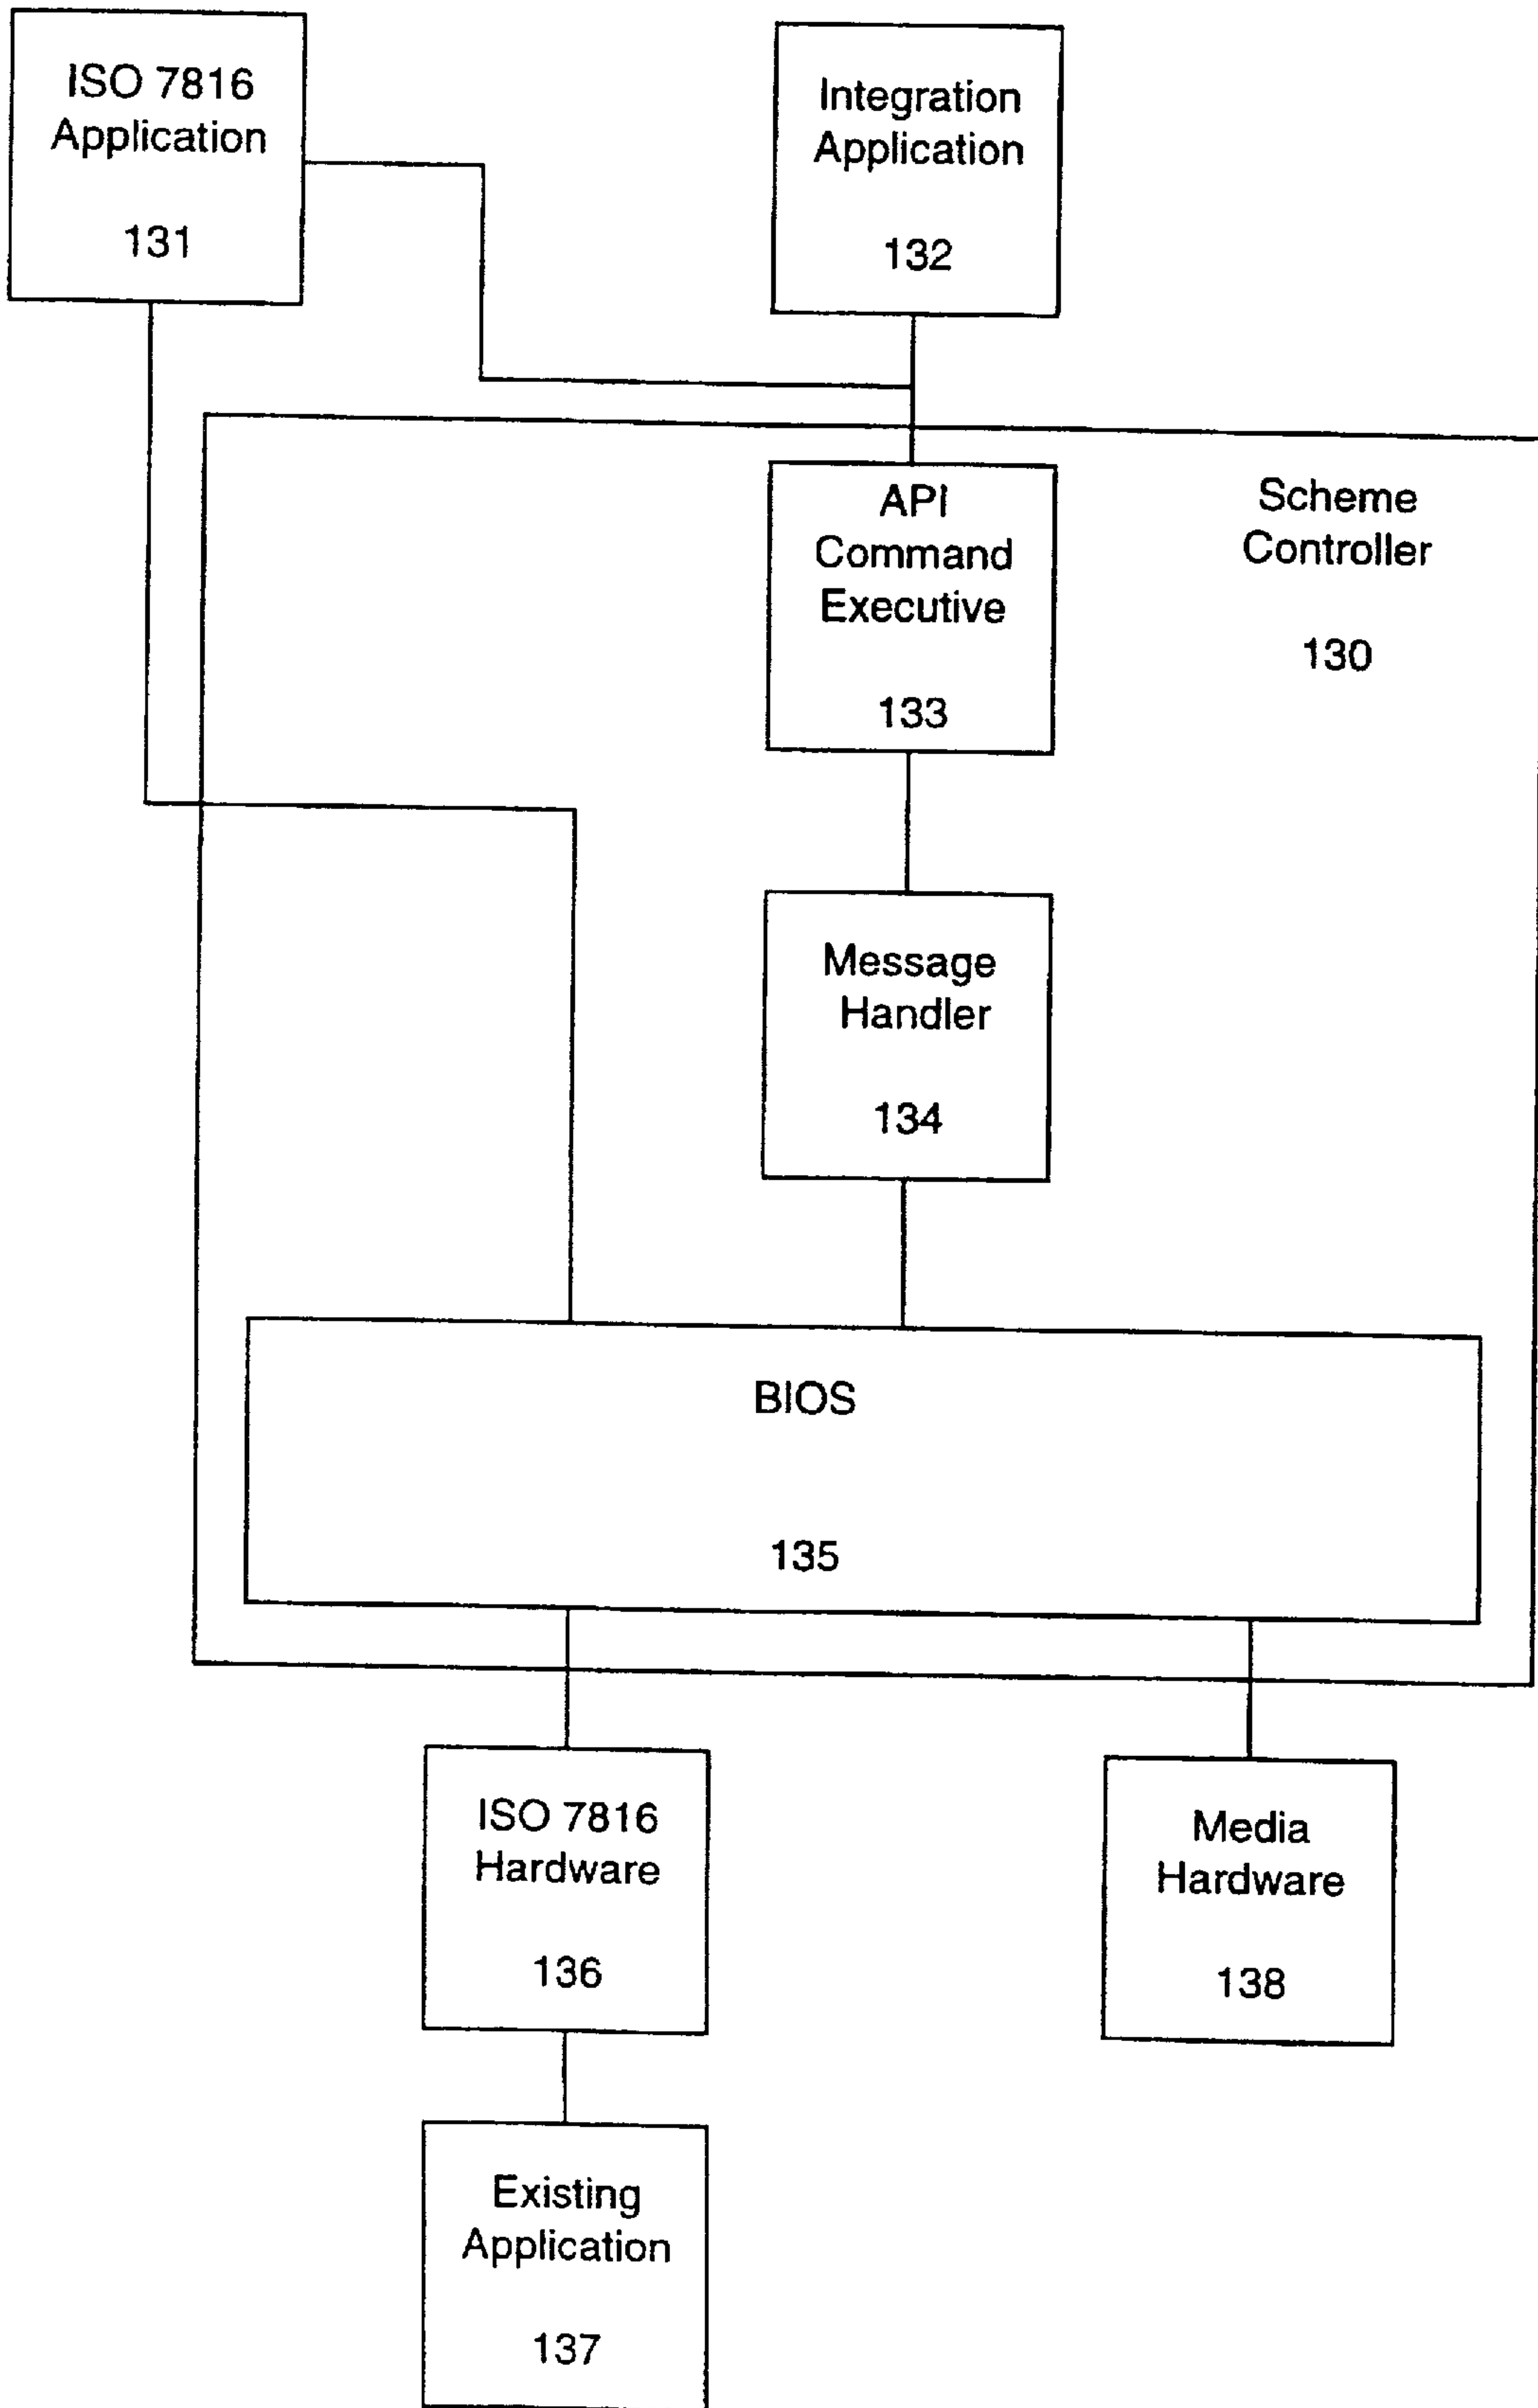 ISO 7816
Application
131
Integration
Application
132
API
Command
Executive
133
Scheme
Controller
130
Message
Handler
134
BIOS
135
ISO 7816
Hardware
136
Media
Hardware
138
Existing
Application
137